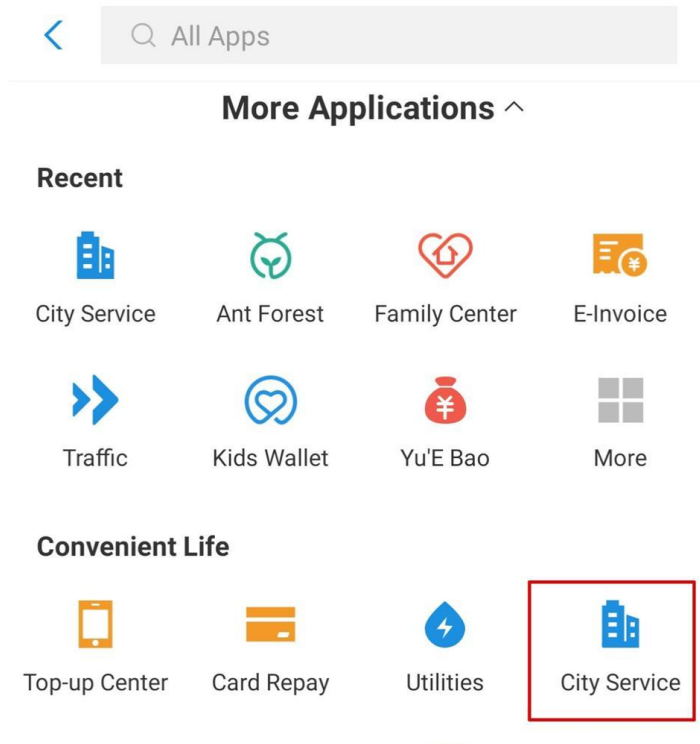 All Apps
More Applications
Recent
City Service Ant Forest Family Center E-Invoice
Traffic Kids Wallet Yu'E Bao More
Convenient Life
Top-up Center Card Repay Utilities City Service